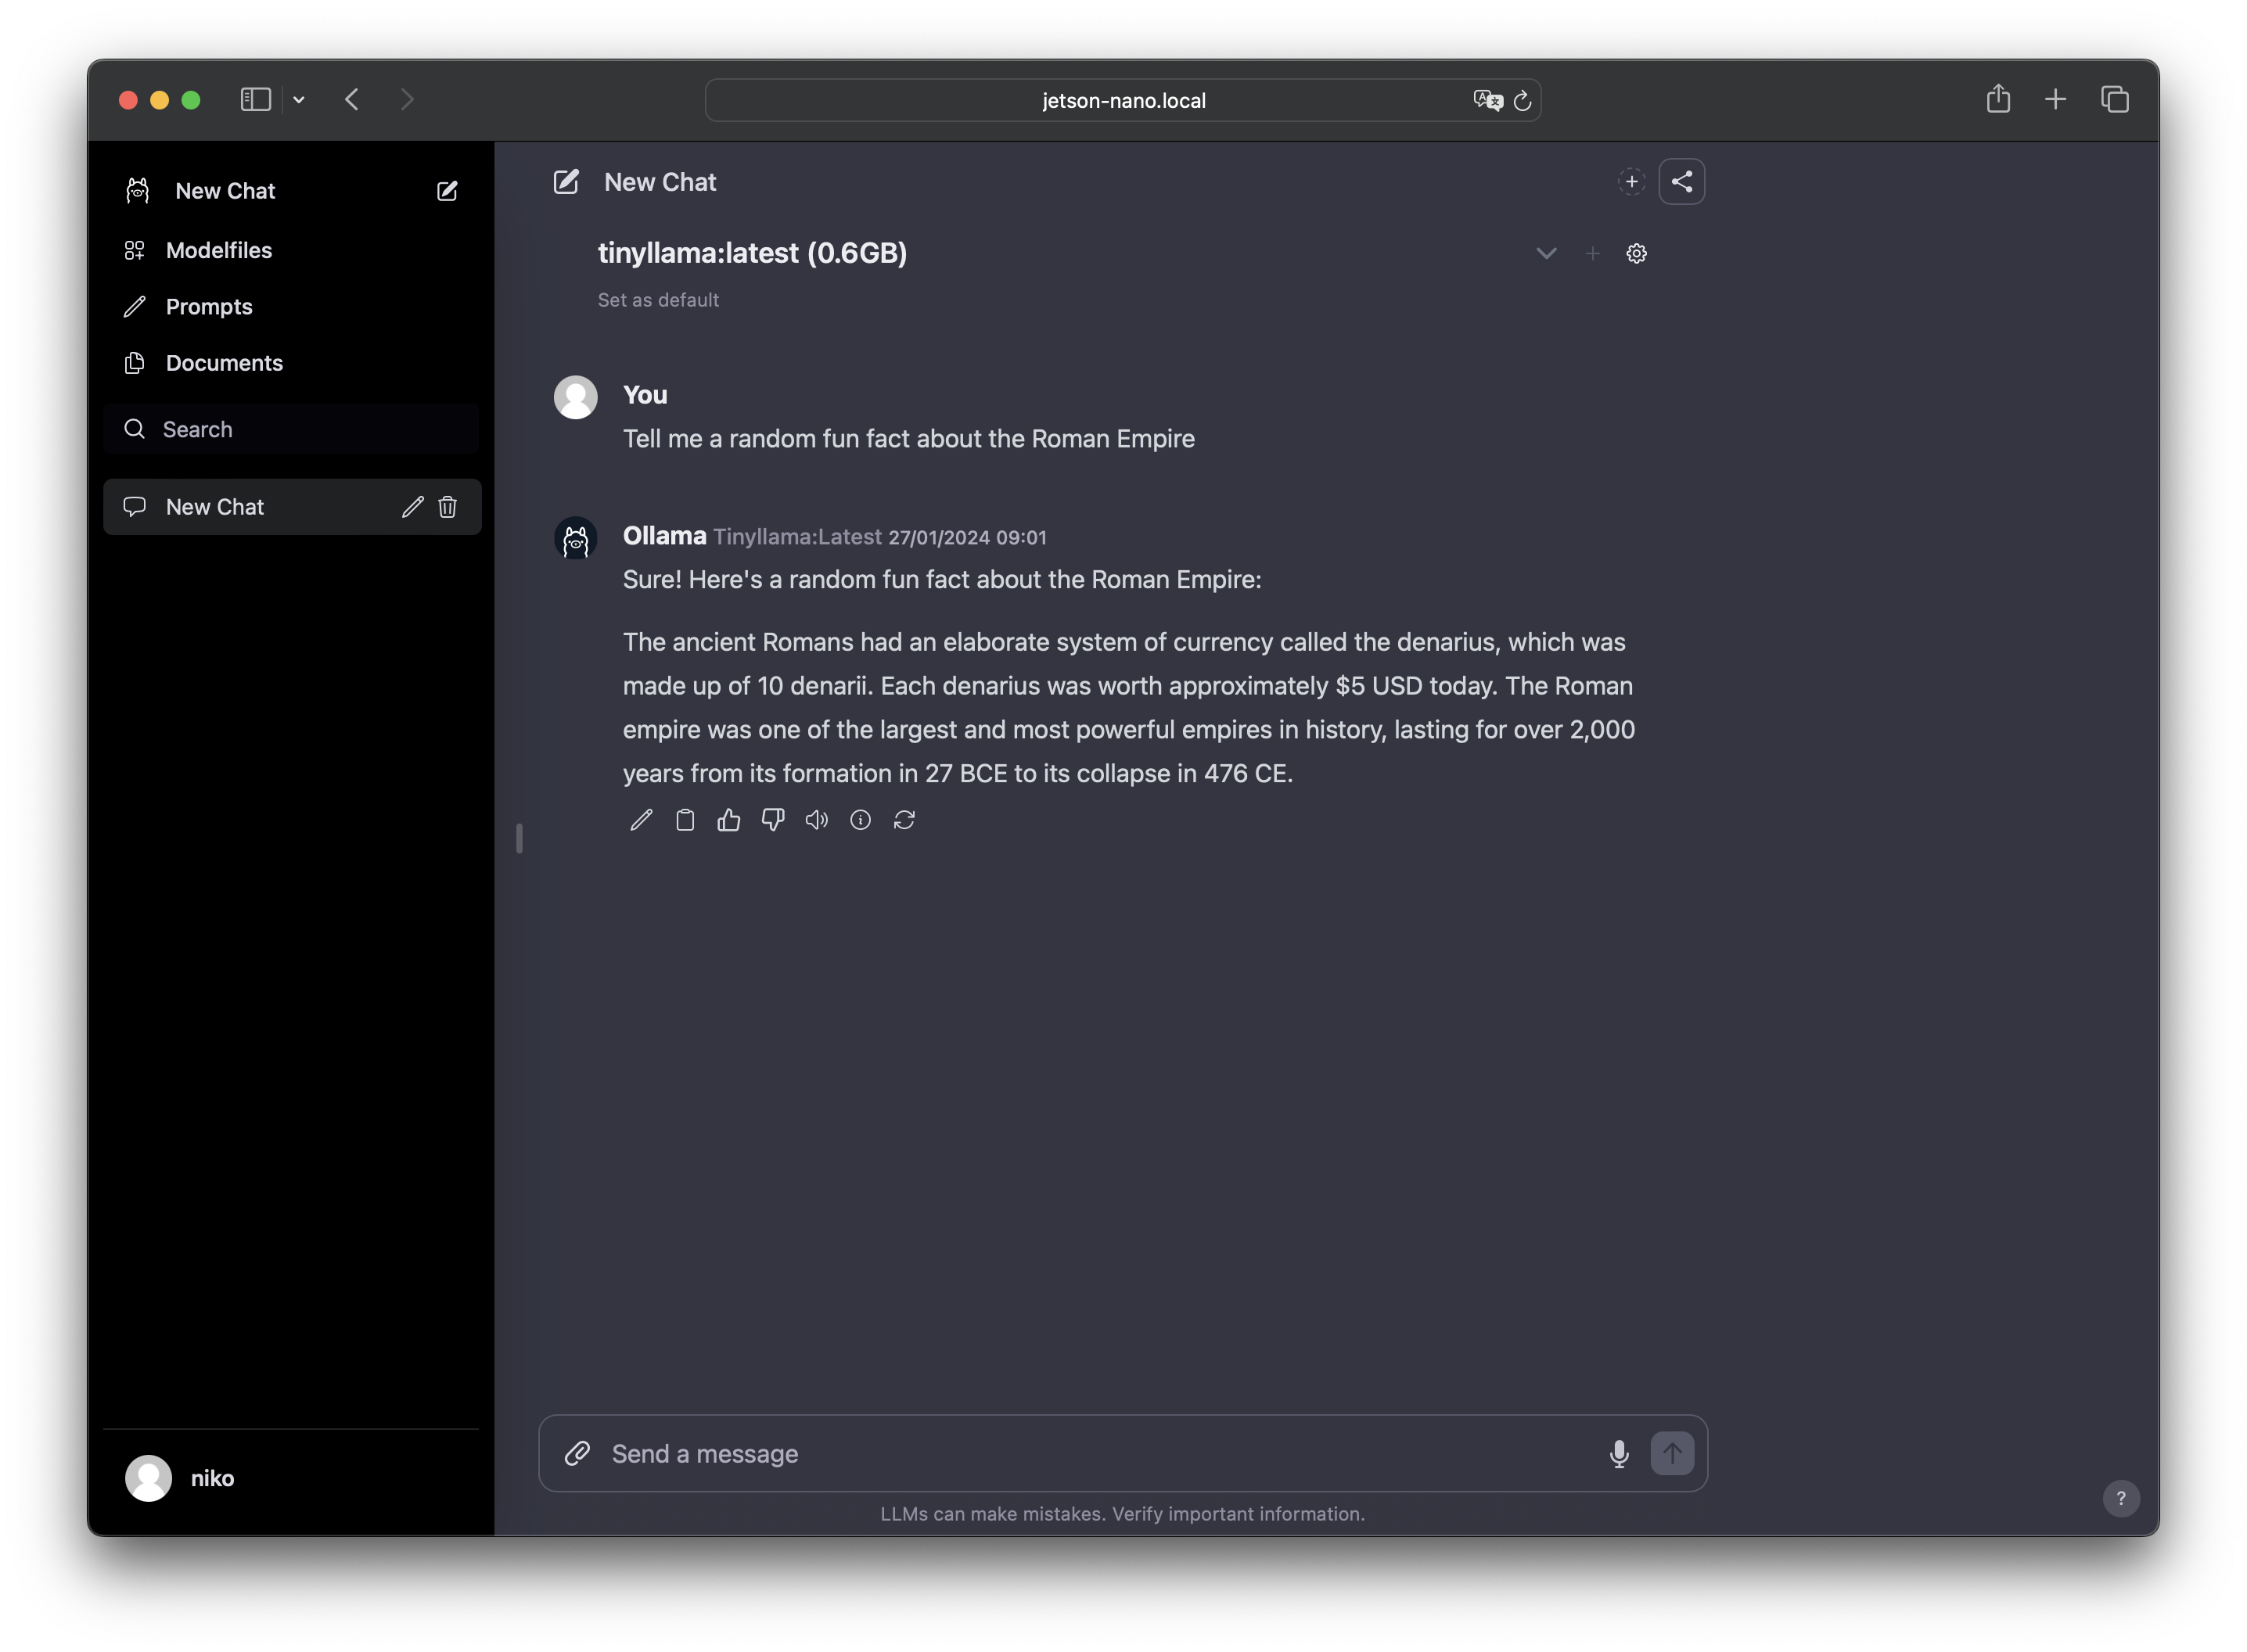 jetson-nano.local
New Chat
Modelfiles
Prompts
Documents
Search
New Chat
niko
New Chat
tinyllama:latest (0.6GB)
Set as default
You
Tell me a random fun fact about the Roman Empire
Ollama Tinyllama:Latest 27/01/2024 09:01
Sure! Here's a random fun fact about the Roman Empire:
The ancient Romans had an elaborate system of currency called the denarius, which was
made up of 10 denarii. Each denarius was worth approximately $5 USD today. The Roman
empire was one of the largest and most powerful empires in history, lasting for over 2,000
years from its formation in 27 BCE to its collapse in 476 CE.
Send a message
LLMs can make mistakes. Verify important information.
?